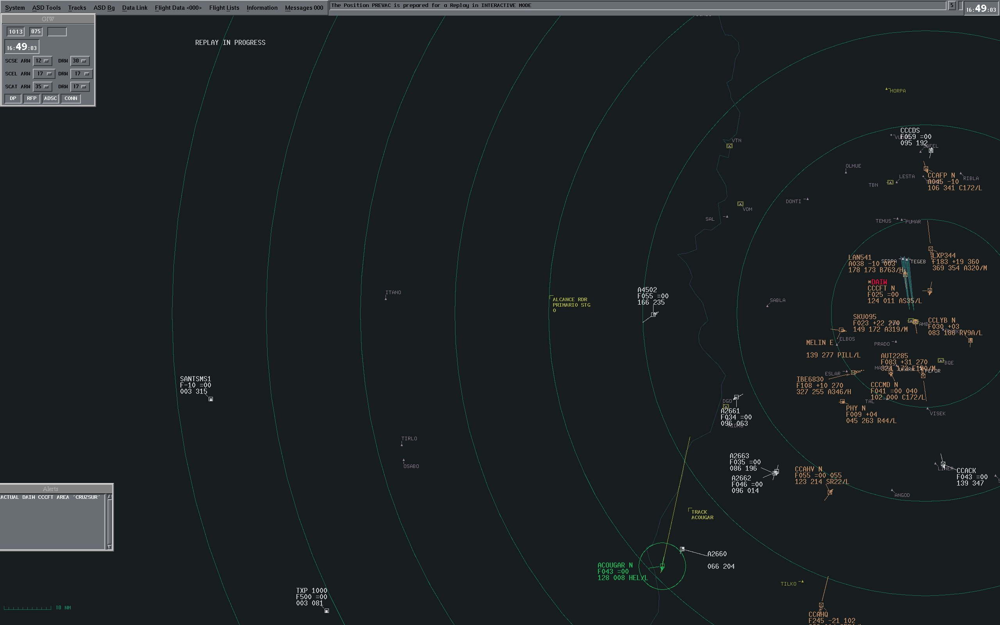 System ASD Tools Tracks ASD Bg Data Link Flight Data <000> Flight Lists Information Messages 000
The Position PREVAC is prepared for a Replay in INTERACTIVE MODE
5
16:49:03
GIW
1013 075
16:49:03
SCSE ARW 12 DRW 30
SCEL ARW 17 DRW 17
SCAT ARW 35 DRW 17
DP RFP ADSC CONN
REPLAY IN PROGRESS
MORPA
CCCDS
F059 =00
095 192
SAFEL
VTN
OLMUE
LESTA
RIBLA
TBN
CCAFP N
A045 -10
106 341 C172/L
DONTI
VDM
SAL
TEMUS
PUMAR
LAN541
A038 -10 003
178 173 B763/H
SERPA
TEGEB
LXP344
F183 +19 360
369 354 A320/M
*DAIW
CCCFT N
F025 =00
124 011 AS35/L
ITANO
ALCANCE RDR
PRIMARIO STG
O
A4502
F055 =00
166 235
SABLA
SKU095
F023 +22 270
149 172 A319/M
AMB
CCLYB N
F030 +03
083 186 RV9A/L
MELIN E
139 277 PILL/L
ELBOS
PRADO
AUT2285
F083 +31 270
324 173 E190/M
BQE
UKARA
PEFOR
ESLAR
IBE6830
F108 +10 270
327 255 A346/H
CCCMD N
F041 =00 040
102 000 C172/L
TAL
PHY N
F009 +04
045 263 R44/L
VISEK
SANTSMS1
F-10 =00
003 315
DGO
A2661
F034 =00
096 063
TIRLO
OSABO
A2663
F035 =00
086 196
A2662
F046 =00
096 014
CCAHV N
F055 =00 055
123 214 SR22/L
LINER
CCACK
F043 =00
139 347
ANGOD
Alerts
ACTUAL DAIW CCCFT AREA 'CRUZSUR'
TRACK
ACOUGAR
A2660
066 204
ACOUGAR N
F043 =00
128 008 HEL/L
TILKO
TXP 1000
F500 =00
003 081
10 NM
CCAHQ
F245 -21 102